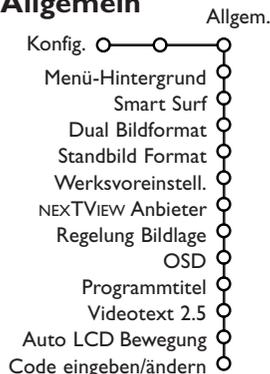 Allgemein
Allgem.
Konfig.
Menü-Hintergrund
Smart Surf
Dual Bildformat
Standbild Format
Werksvoreinstell.
NEXTVIEW Anbieter
Regelung Bildlage
OSD
Programmtitel
Videotext 2.5
Auto LCD Bewegung
Code eingeben/ändern